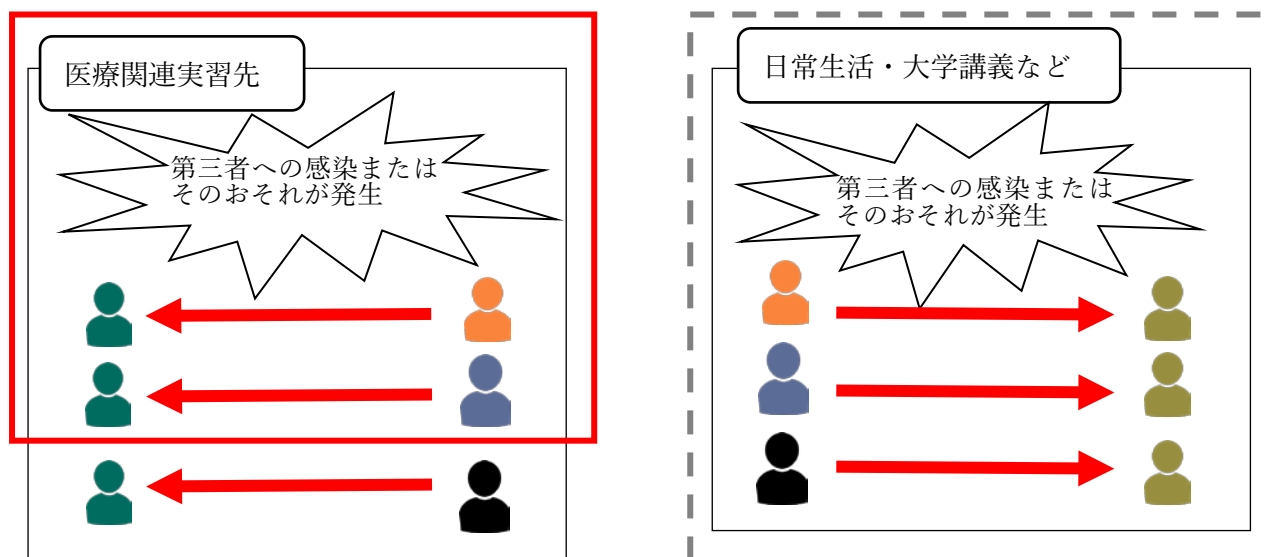 医療関連実習先
第三者への感染または
そのおそれが発生
日常生活・大学講義など
第三者への感染または
そのおそれが発生